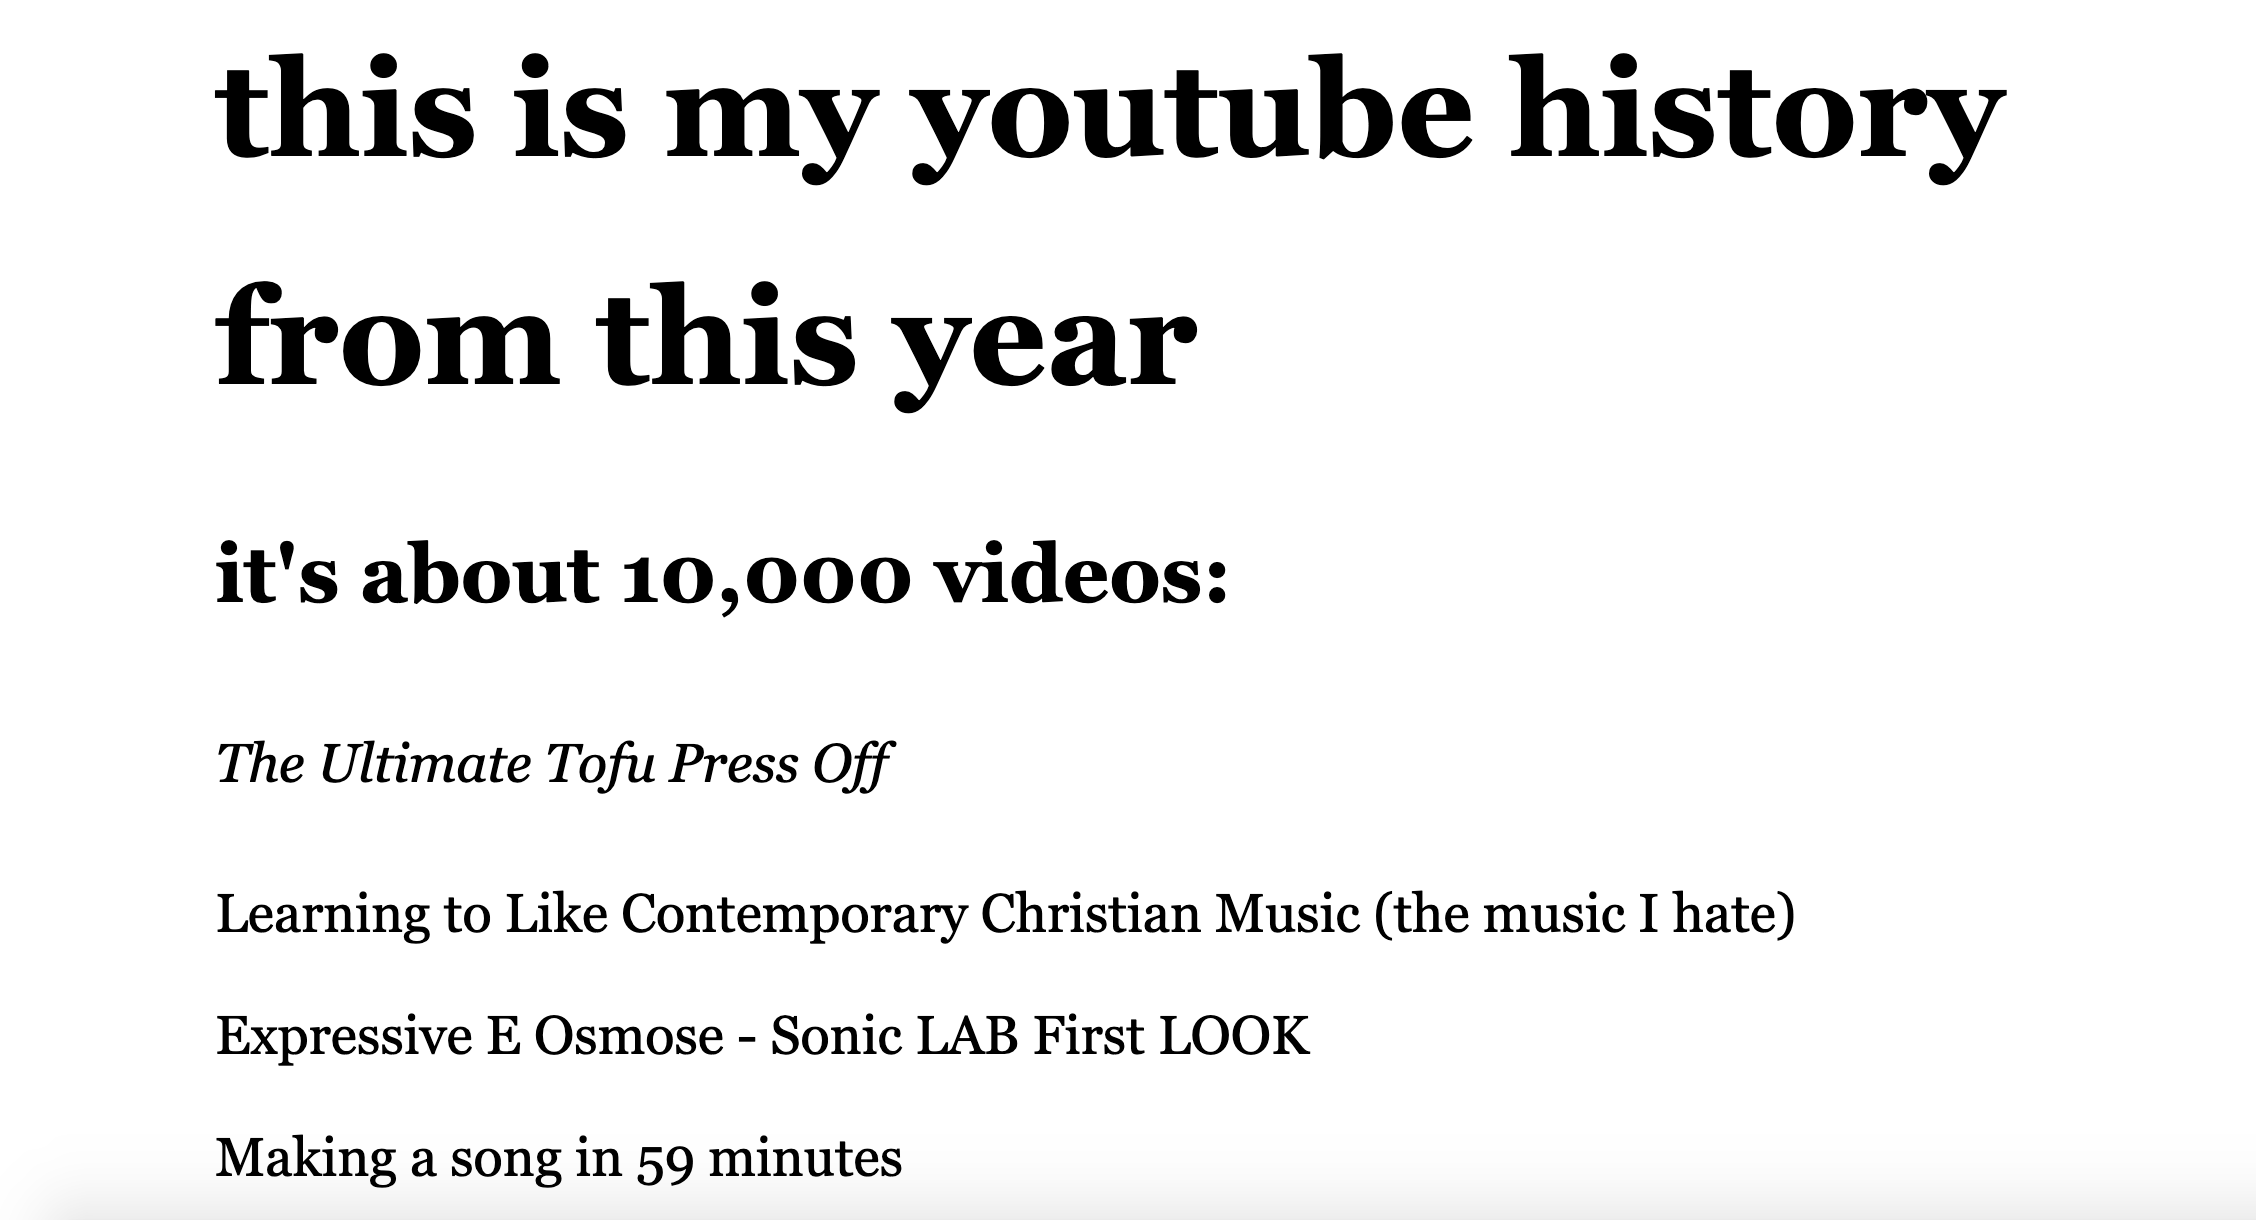 this is my youtube history
from this year
it's about 10,000 videos:
The Ultimate Tofu Press Off
Learning to Like Contemporary Christian Music (the music I hate)
Expressive E Osmose - Sonic LAB First LOOK
Making a song in 59 minutes